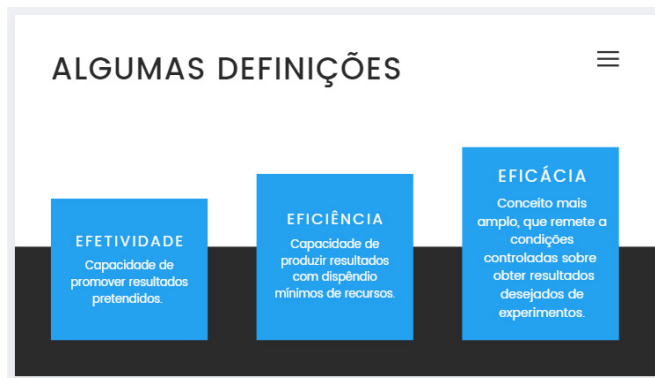 ALGUMAS DEFINIÇÕES
EFETIVIDADE
Capacidade de
promover resultados
pretendidos.
EFICIÊNCIA
Capacidade de
produzir resultados
com dispêndio
mínimos de recursos.
EFICÁCIA
Conceito mais
amplo, que remete a
condições
controladas sobre
obter resultados
desejados de
experimentos.